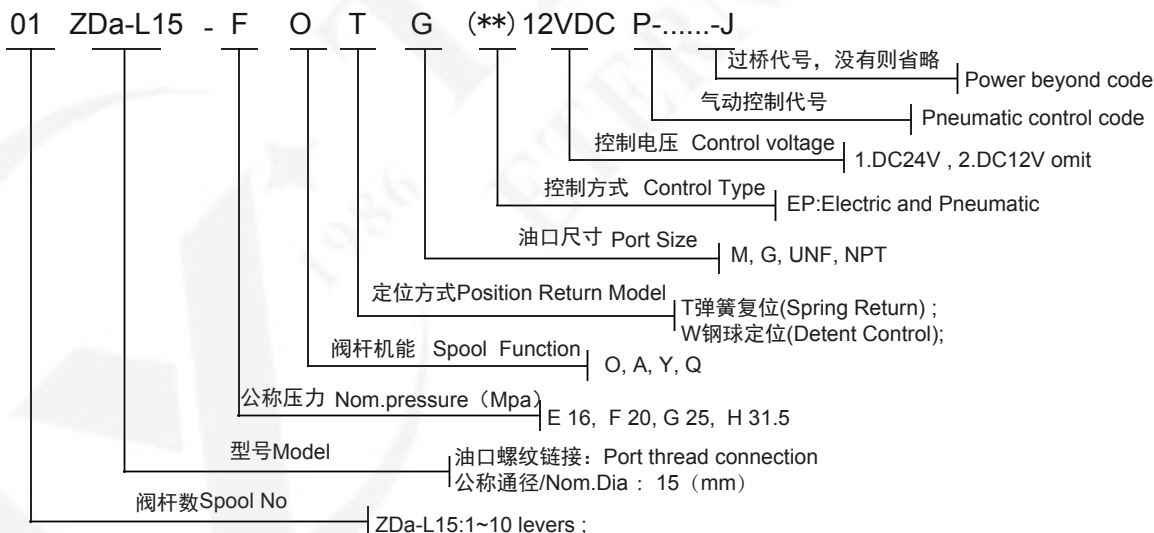 01 ZDa-L15 - F O T G (**) 12VDC P-......-J
过桥代号，没有则省略
Power beyond code
气动控制代号
Pneumatic control code
控制电压 Control voltage
1.DC24V , 2.DC12V omit
控制方式 Control Type
EP:Electric and Pneumatic
油口尺寸 Port Size
M, G, UNF, NPT
定位方式Position Return Model
T弹簧复位(Spring Return) ;
W钢球定位(Detent Control);
阀杆机能 Spool Function
O, A, Y, Q
公称压力 Nom.pressure（Mpa）
E 16, F 20, G 25, H 31.5
型号Model
油口螺纹链接：Port thread connection
公称通径/Nom.Dia：15（mm）
阀杆数Spool No
ZDa-L15:1~10 levers ;
1986